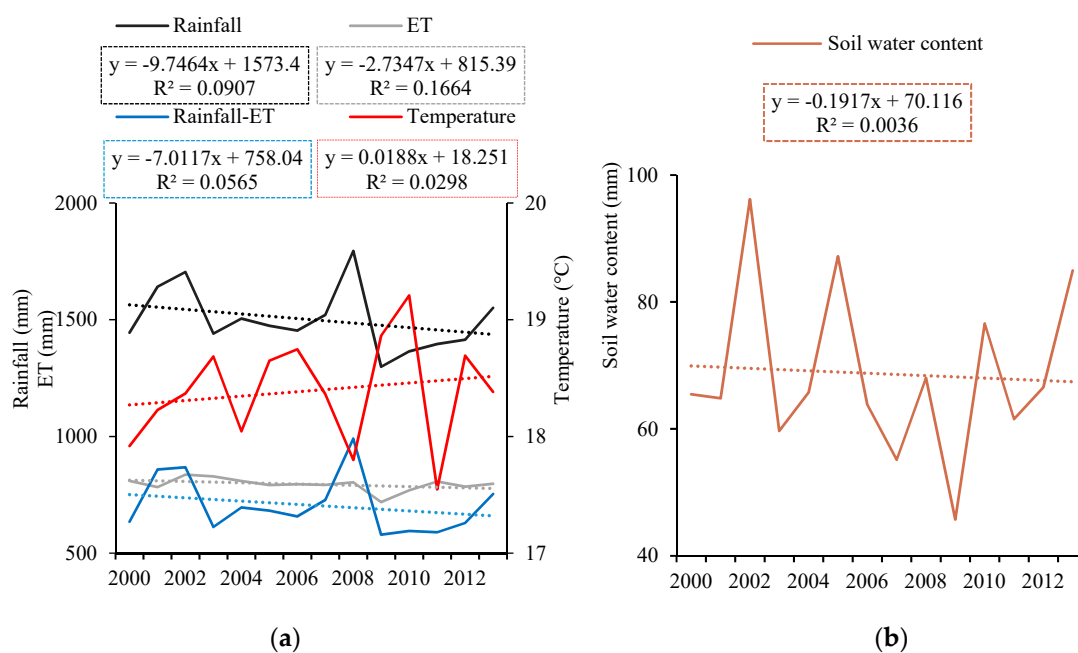 Rainfall
ET
y = -9.7464x + 1573.4
R² = 0.0907
y = -2.7347x + 815.39
R² = 0.1664
Rainfall-ET
Temperature
y = -7.0117x + 758.04
R² = 0.0565
y = 0.0188x + 18.251
R² = 0.0298
2000
1500
1000
500
Rainfall (mm)
ET (mm)
20
19
18
17
Temperature (°C)
2000 2002 2004 2006 2008 2010 2012
(a)
Soil water content
y = -0.1917x + 70.116
R² = 0.0036
100
80
60
40
Soil water content (mm)
2000 2002 2004 2006 2008 2010 2012
(b)